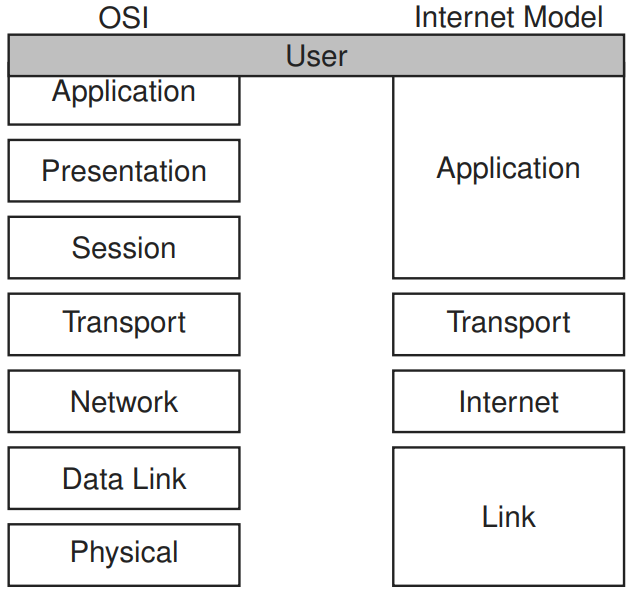 OSI
Internet Model
User
Application
Presentation
Session
Transport
Network
Data Link
Physical
Application
Transport
Internet
Link